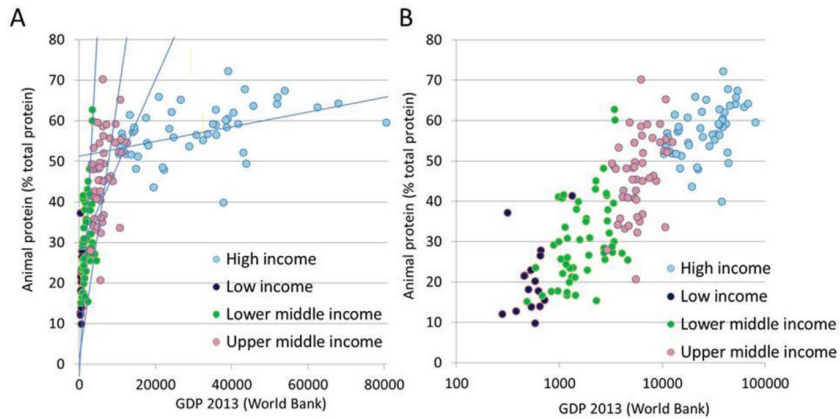 A
Animal protein (% total protein)
80
70
60
50
40
30
20
10
0
0
20000
40000
60000
80000
GDP 2013 (World Bank)
High income
Low income
Lower middle income
Upper middle income
B
Animal protein (% total protein)
80
70
60
50
40
30
20
10
0
100
1000
10000
100000
GDP 2013 (World Bank)
High income
Low income
Lower middle income
Upper middle income